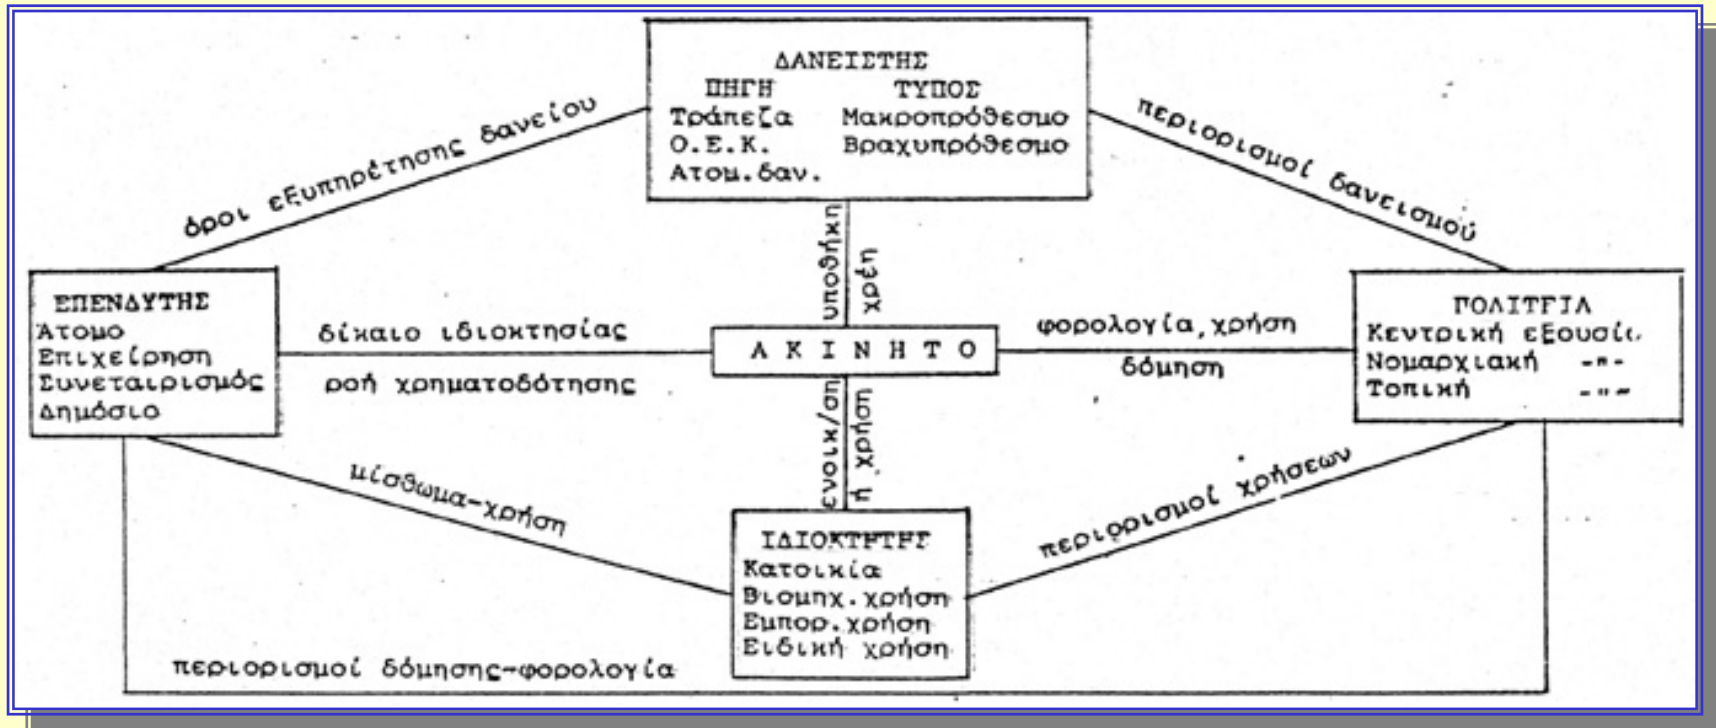 ΔΑΝΕΙΣΤΗΣ
ΠΗΓΗ ΤΥΠΟΣ
Τράπεζα Μακροπρόθεσμο
Ο.Ε.Κ. Βραχυπρόθεσμο
Ατομ.δαν.
όροι εξυπηρέτησης δανείου
περιορισμοί δανεισμού
υποθήκη
χρέη
ΕΠΕΝΔΥΤΗΣ
Άτομο
Επιχείρηση
Συνεταιρισμός
Δημόσιο
δίκαιο ιδιοκτησίας
ροή χρηματοδότησης
Α Κ Ι Ν Η Τ Ο
φορολογία,χρήση
δόμηση
ΠΟΛΙΤΕΙΑ
Κεντρική εξουσία
Νομαρχιακή -"-
Τοπική -"-
ενοικ/ση
ή χρήση
μίσθωμα-χρήση
περιορισμοί χρήσεων
ΙΔΙΟΚΤΗΤΗΣ
Κατοικία
Βιομηχ.χρήση
Εμπορ.χρήση
Ειδική χρήση
περιορισμοί δόμησης-φορολογία